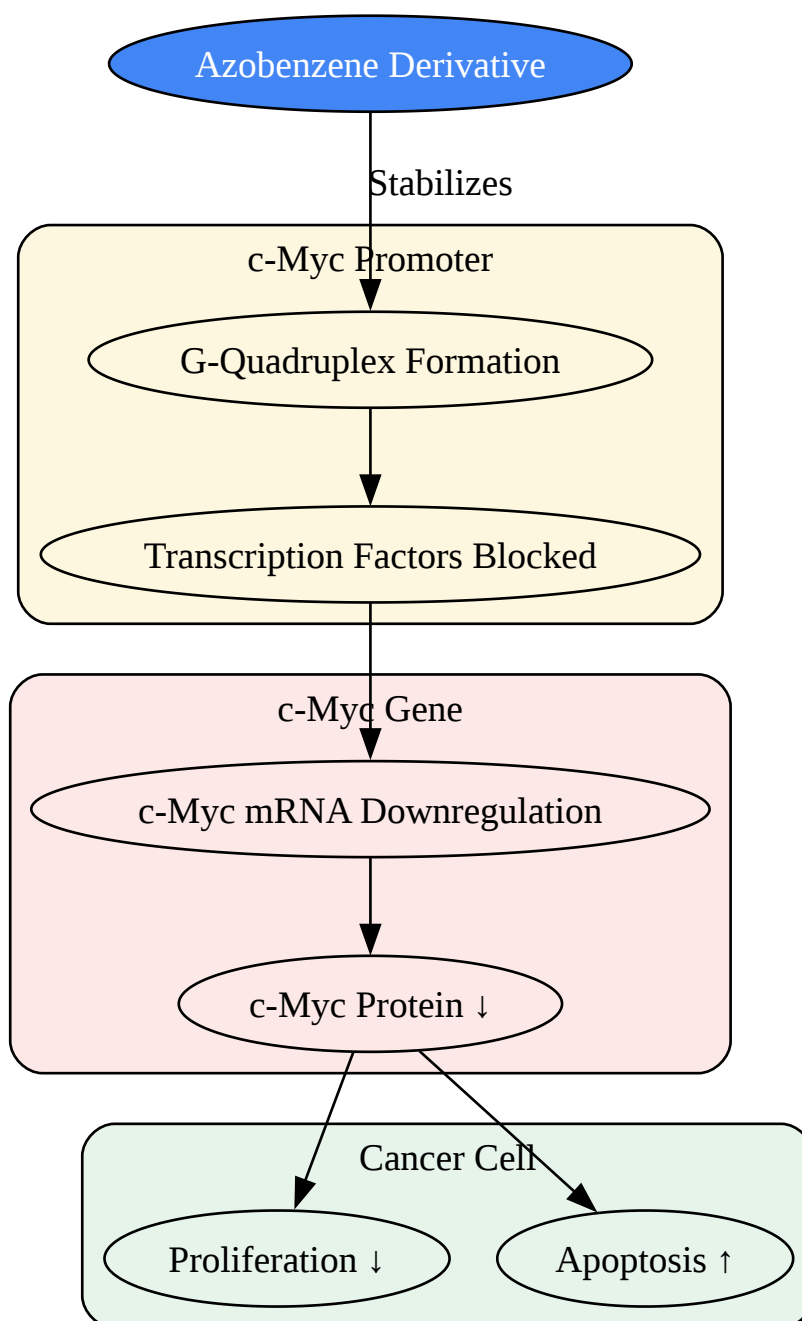 Azobenzene Derivative
Stabilizes
c-Myc Promoter
G-Quadruplex Formation
Transcription Factors Blocked
c-Myc Gene
c-Myc mRNA Downregulation
c-Myc Protein ↓
Cancer Cell
Proliferation ↓
Apoptosis ↑